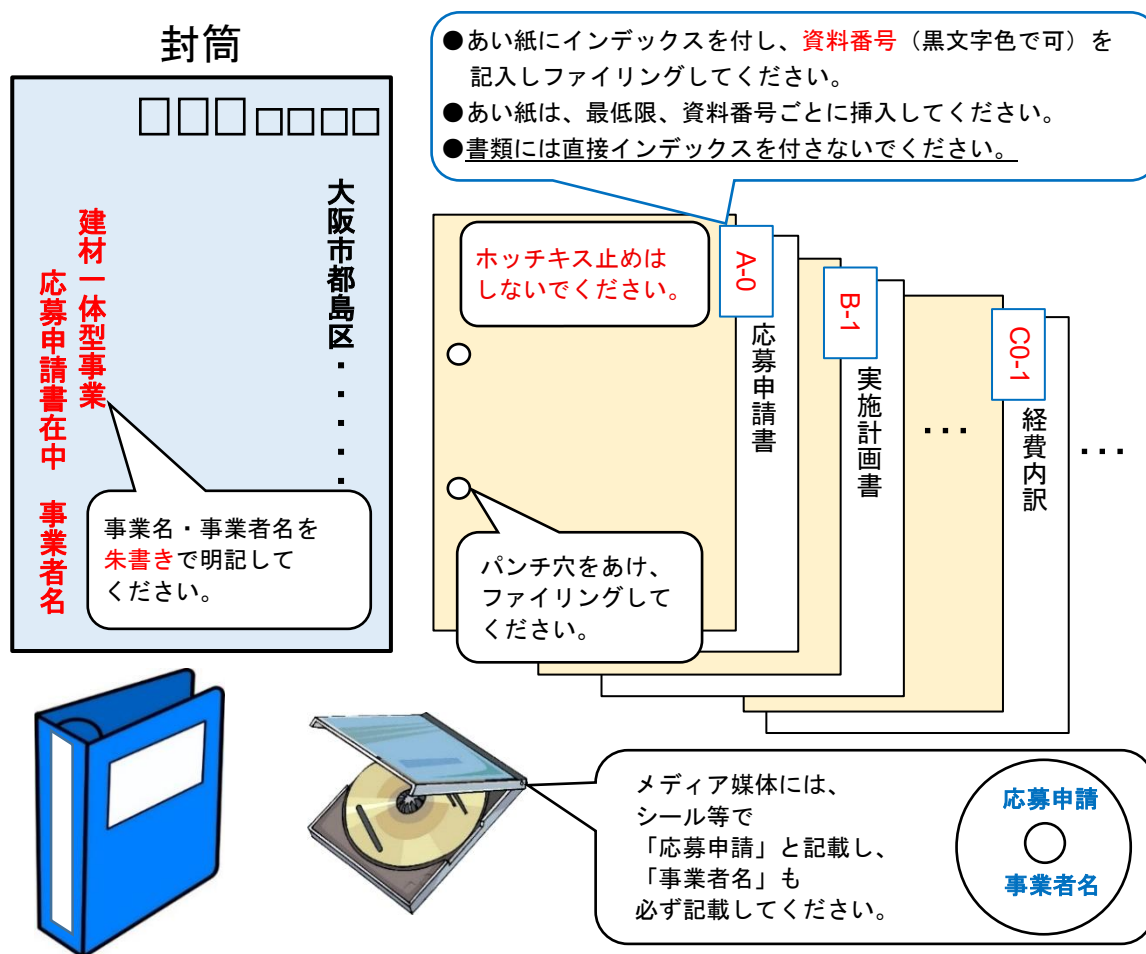 封筒
大阪市都島区・・・・・
建材一体型事業
応募申請書在中　事業者名
事業名・事業者名を
朱書きで明記して
ください。
●あい紙にインデックスを付し、資料番号（黒文字色で可）を
記入しファイリングしてください。
●あい紙は、最低限、資料番号ごとに挿入してください。
●書類には直接インデックスを付さないでください。
ホッチキス止めは
しないでください。
A-0
応募申請書
B-1
実施計画書
・・・
C0-1
経費内訳
・・・
パンチ穴をあけ、
ファイリングして
ください。
メディア媒体には、
シール等で
「応募申請」と記載し、
「事業者名」も
必ず記載してください。
応募申請
事業者名